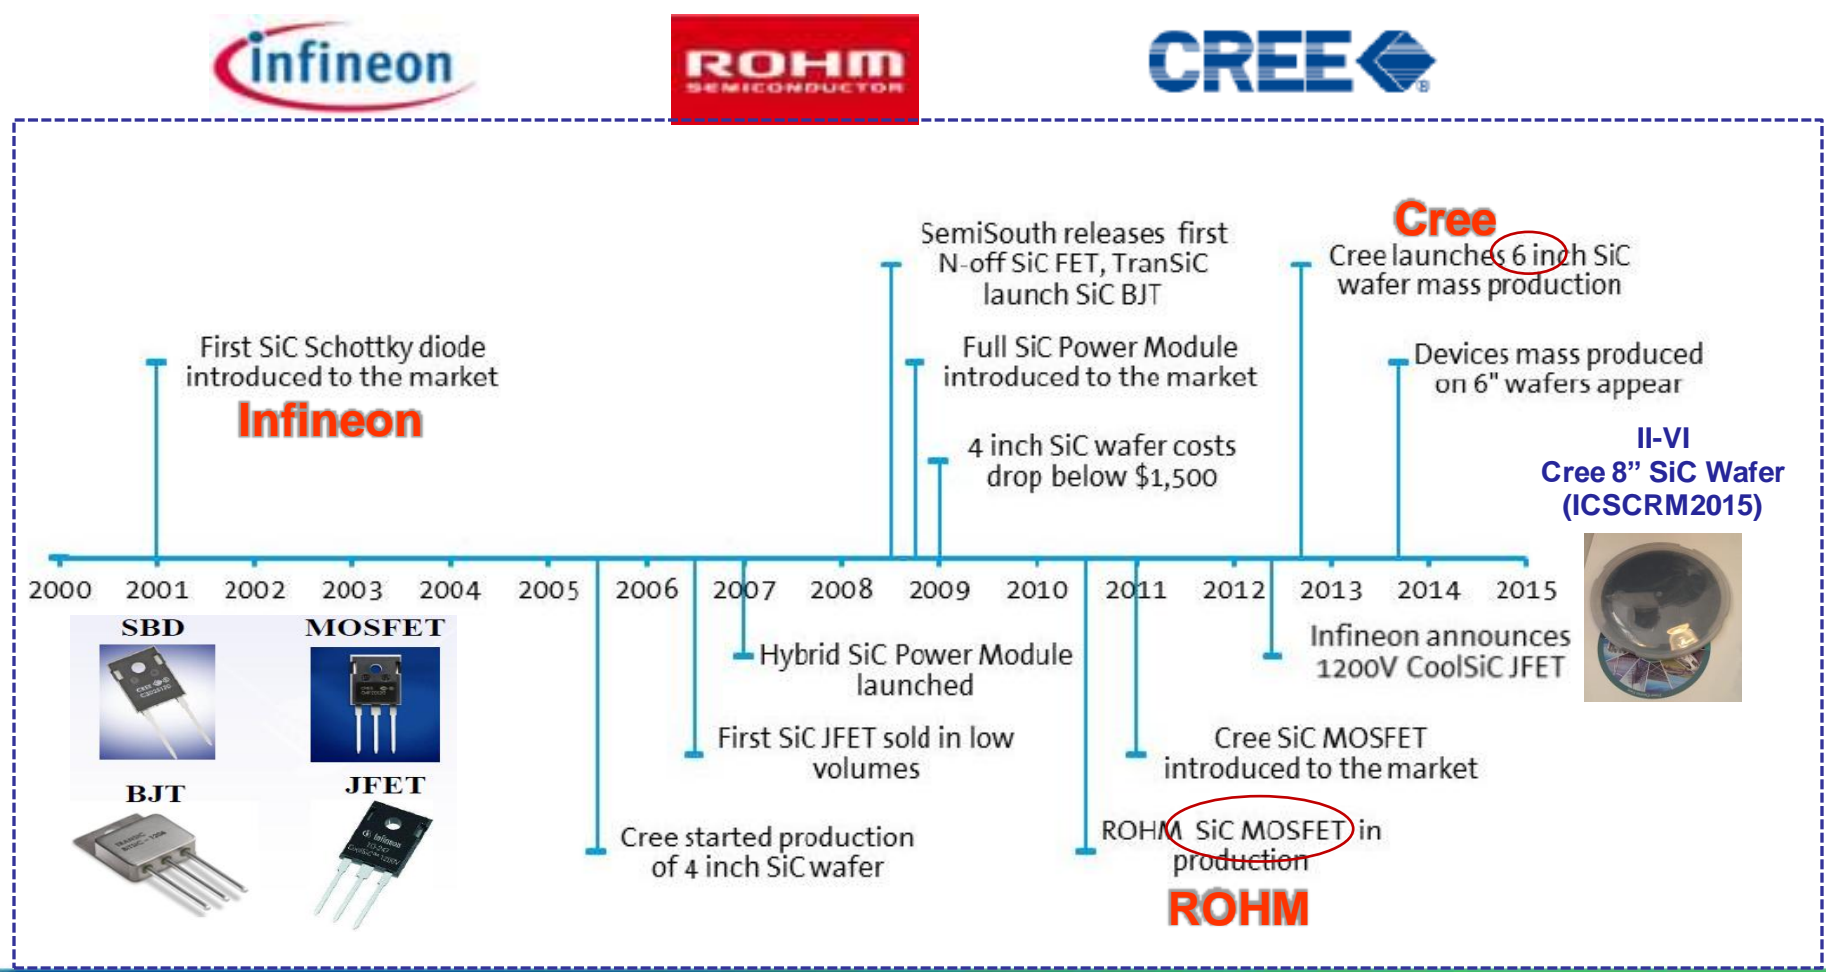 infineon
ROHM
SEMICONDUCTOR
CREE
®
Cree
SemiSouth releases first
N-off SiC FET, TranSiC
launch SiC BJT
Cree launches 6 inch SiC
wafer mass production
First SiC Schottky diode
introduced to the market
Infineon
Full SiC Power Module
introduced to the market
Devices mass produced
on 6" wafers appear
4 inch SiC wafer costs
drop below $1,500
II-VI
Cree 8” SiC Wafer
(ICSCRM2015)
2000 2001 2002 2003 2004 2005 2006 2007 2008 2009 2010 2011 2012 2013 2014 2015
SBD
MOSFET
BJT
JFET
CREE
Infineon
Hybrid SiC Power Module
launched
Infineon announces
1200V CoolSiC JFET
First SiC JFET sold in low
volumes
Cree SiC MOSFET
introduced to the market
Cree started production
of 4 inch SiC wafer
ROHM SiC MOSFET in
production
ROHM